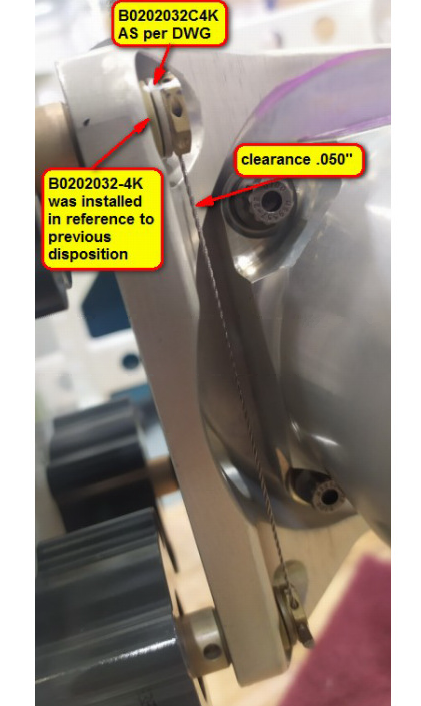 B0202032C4K
AS per DWG
clearance .050"
B0202032-4K
was installed
in reference to
previous
disposition